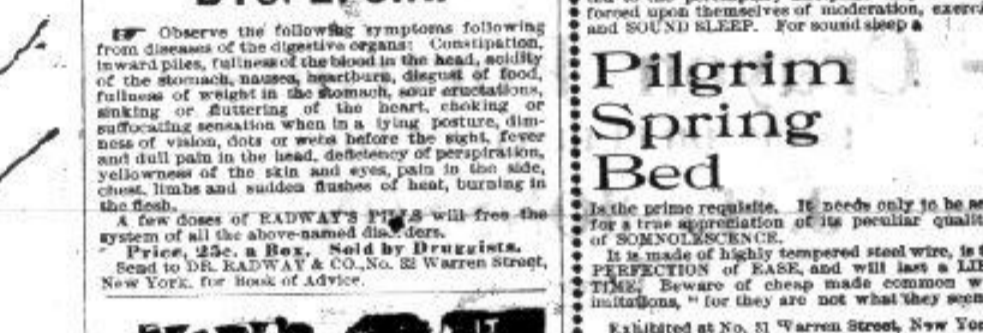 Observe the following symptoms following
from diseases of the digestive organs: Constipation,
inward piles, fullness of the blood in the head, acidity
of the stomach, nausea, heartburn, disgust of food,
fullness of weight in the stomach, sour eructations,
sinking or fluttering of the heart, choking or
suffocating sensation when in a lying posture, dim-
ness of vision, dots or webs before the sight, fever
and dull pain in the head, deficiency of perspiration,
yellowness of the skin and eyes, pain in the side,
chest, limbs and sudden flushes of heat, burning in
the flesh.
A few doses of RADWAY'S PILLS will free the
system of all the above-named disorders.
Price, 25c. a Box. Sold by Druggists.
Send to DR. RADWAY & CO., No. 32 Warren Street,
New York, for Book of Advice.
forced upon themselves of moderation,
and SOUND SLEEP. For sound sleep a
Pilgrim
Spring
Bed
Is the prime requisite. It needs only to be
for a true appreciation of its peculiar
of SOMNOLESCENCE.
It is made of highly tempered steel wire, is
PERFECTION of EASE, and will last a
TIME. Beware of cheap made common
imitations, "for they are not what they
Exhibited at No. 31 Warren Street, New